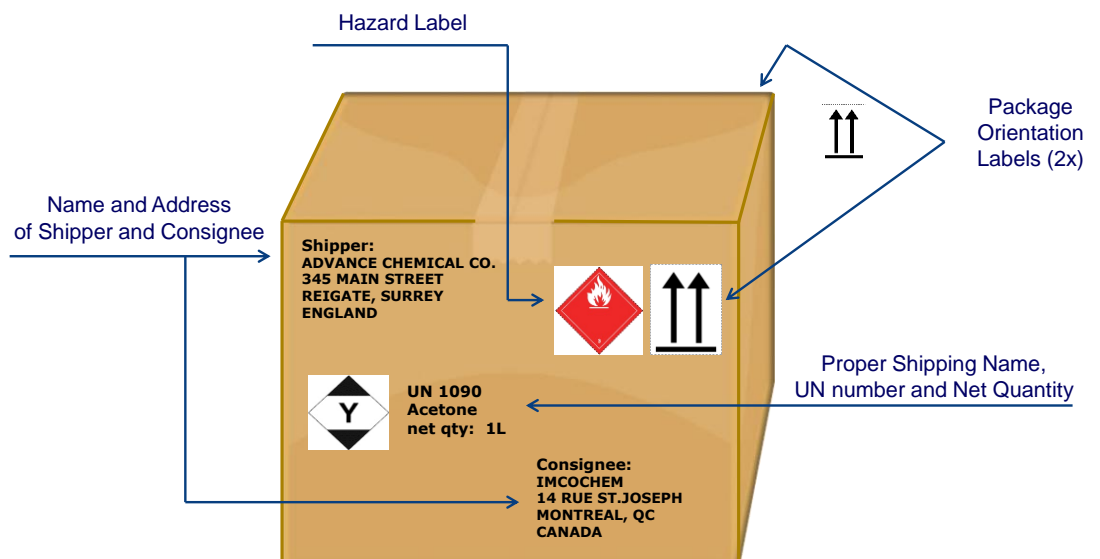 Hazard Label
Package
Orientation
Labels (2x)
Name and Address
of Shipper and Consignee
Shipper:
ADVANCE CHEMICAL CO.
345 MAIN STREET
REIGATE, SURREY
ENGLAND
3
Proper Shipping Name,
UN number and Net Quantity
Y
UN 1090
Acetone
net qty: 1L
Consignee:
IMCOCHEM
14 RUE ST.JOSEPH
MONTREAL, QC
CANADA